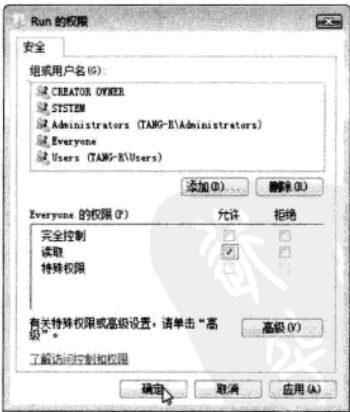 Run 的权限
安全
组或用户名(G):
CREATOR OWNER
SYSTEM
Administrators (TANG-R\Administrators)
Everyone
Users (TANG-R\Users)
添加(D)... 删除(R)
Everyone 的权限(P) 允许 拒绝
完全控制
读取
特殊权限
有关特殊权限或高级设置，请单击“高
级”。
高级(V)
了解访问控制和权限
确定 取消 应用(A)